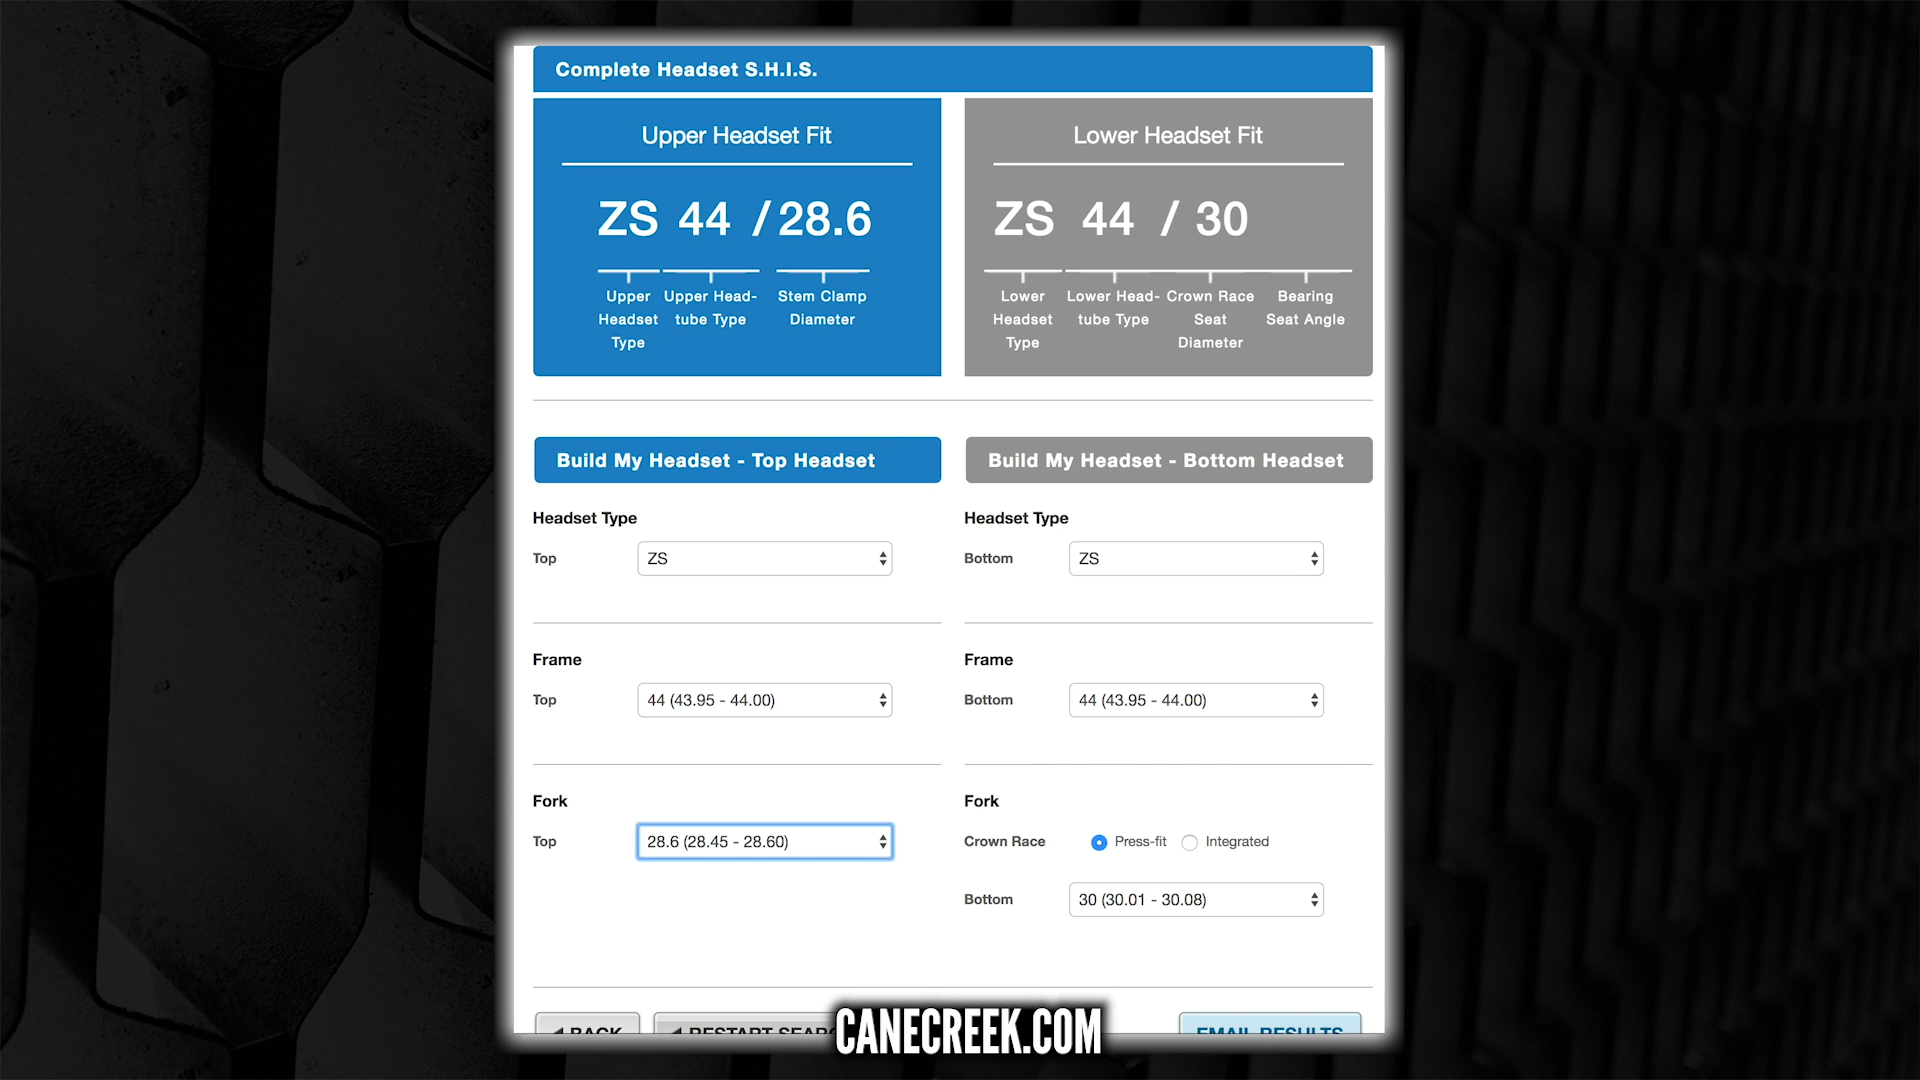 Complete Headset S.H.I.S.
Upper Headset Fit
ZS 44 / 28.6
Upper Headset Type
Upper Head-tube Type
Stem Clamp Diameter
Lower Headset Fit
ZS 44 / 30
Lower Headset Type
Lower Head-tube Type
Crown Race Seat Diameter
Bearing Seat Angle
Build My Headset - Top Headset
Headset Type
Top ZS
Frame
Top 44 (43.95 - 44.00)
Fork
Top 28.6 (28.45 - 28.60)
Build My Headset - Bottom Headset
Headset Type
Bottom ZS
Frame
Bottom 44 (43.95 - 44.00)
Fork
Crown Race Press-fit Integrated
Bottom 30 (30.01 - 30.08)
BACK
RESTART
EMAIL RESULTS
CANECREEK.COM